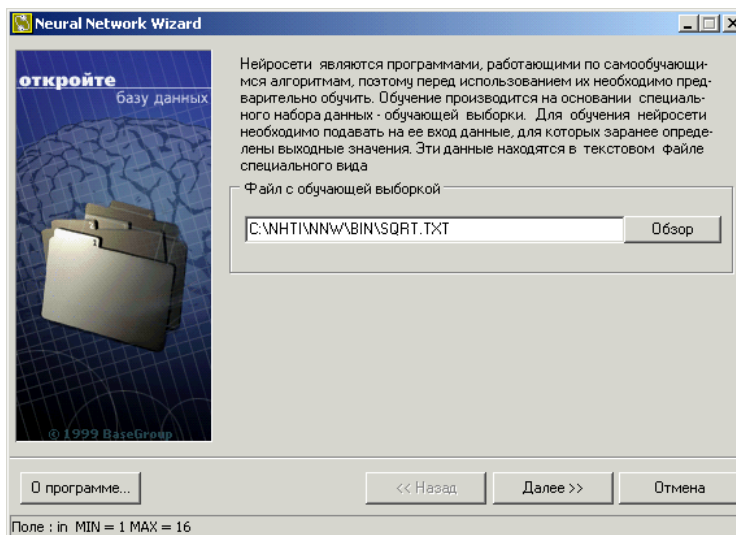 Neural Network Wizard
откройте
базу данных
Нейросети являются программами, работающими по самообучающи-
мся алгоритмам, поэтому перед использованием их необходимо пред-
варительно обучить. Обучение производится на основании специаль-
ного набора данных - обучающей выборки. Для обучения нейросети
необходимо подавать на ее вход данные, для которых заранее опреде-
лены выходные значения. Эти данные находятся в текстовом файле
специального вида
Файл с обучающей выборкой
C:\NHTI\NNW\BIN\SQRT.TXT
Обзор
© 1999 BaseGroup
О программе...
<< Назад
Далее >>
Отмена
Поле : in MIN = 1 MAX = 16